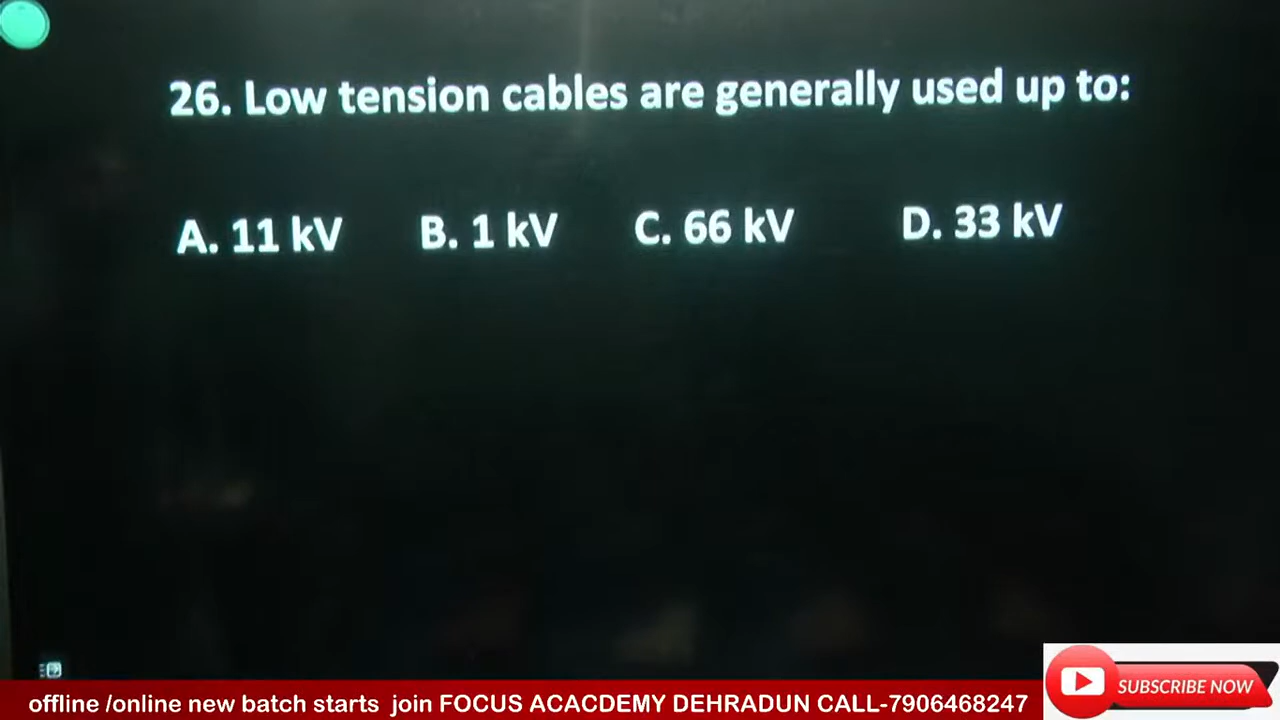 26. Low tension cables are generally used up to:
A. 11 kV B. 1 kV C. 66 kV D. 33 kV
offline /online new batch starts join FOCUS ACACDEMY DEHRADUN CALL-7906468247
SUBSCRIBE NOW